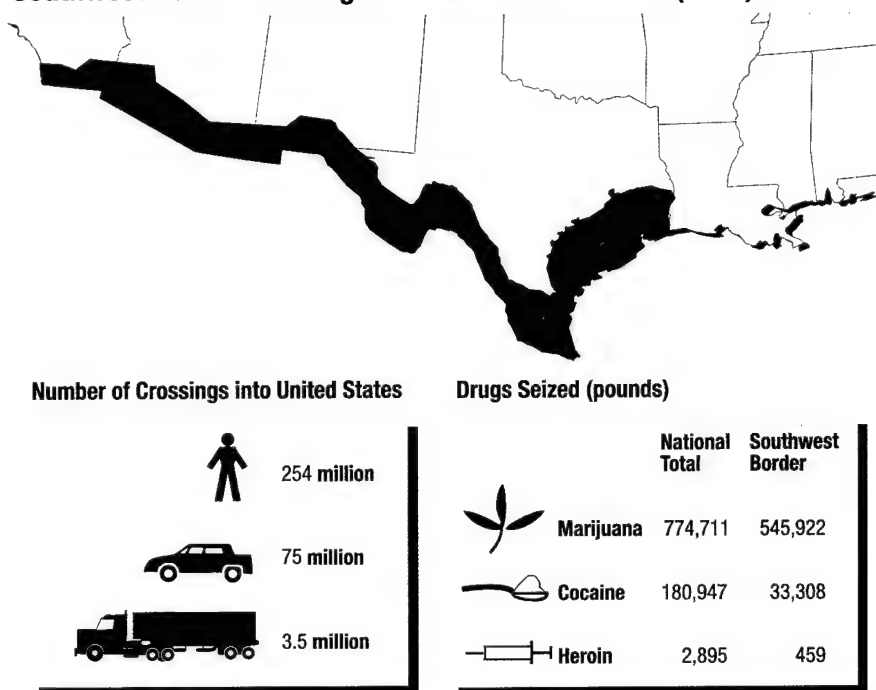 Number of Crossings into United States
254 million
75 million
3.5 million
Drugs Seized (pounds)
National Southwest
Total Border
Marijuana 774,711 545,922
Cocaine 180,947 33,308
Heroin 2,895 459